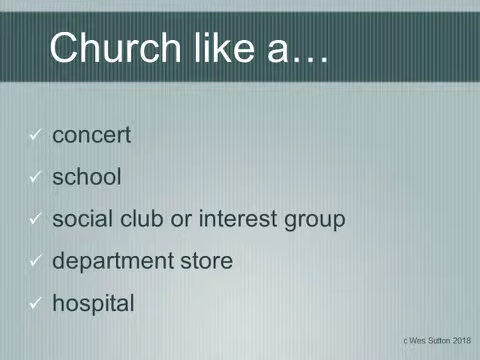 Church like a…
concert
school
social club or interest group
department store
hospital
c Wes Sutton 2018